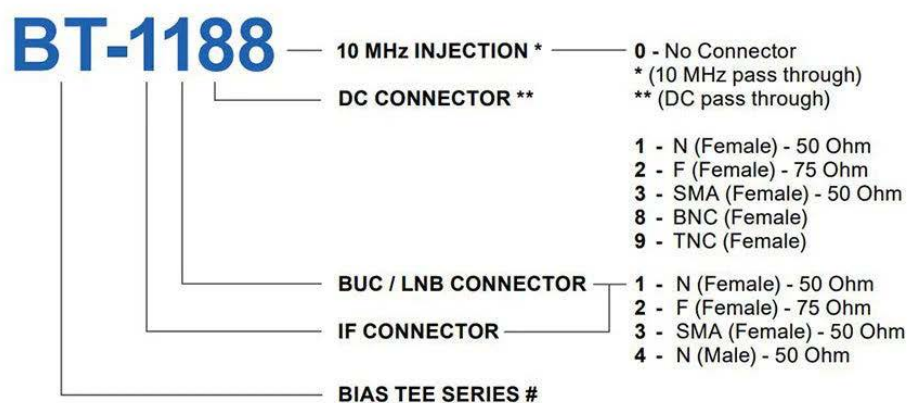 BT-1188
10 MHz INJECTION *
0 - No Connector
* (10 MHz pass through)
** (DC pass through)
DC CONNECTOR **
1 - N (Female) - 50 Ohm
2 - F (Female) - 75 Ohm
3 - SMA (Female) - 50 Ohm
8 - BNC (Female)
9 - TNC (Female)
BUC / LNB CONNECTOR
IF CONNECTOR
1 - N (Female) - 50 Ohm
2 - F (Female) - 75 Ohm
3 - SMA (Female) - 50 Ohm
4 - N (Male) - 50 Ohm
BIAS TEE SERIES #